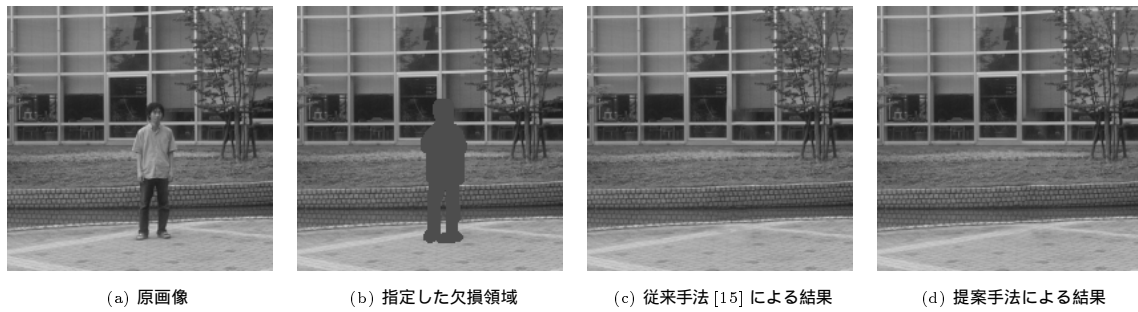 (a) 原画像
(b) 指定した欠損領域
(c) 従来手法 [15] による結果
(d) 提案手法による結果